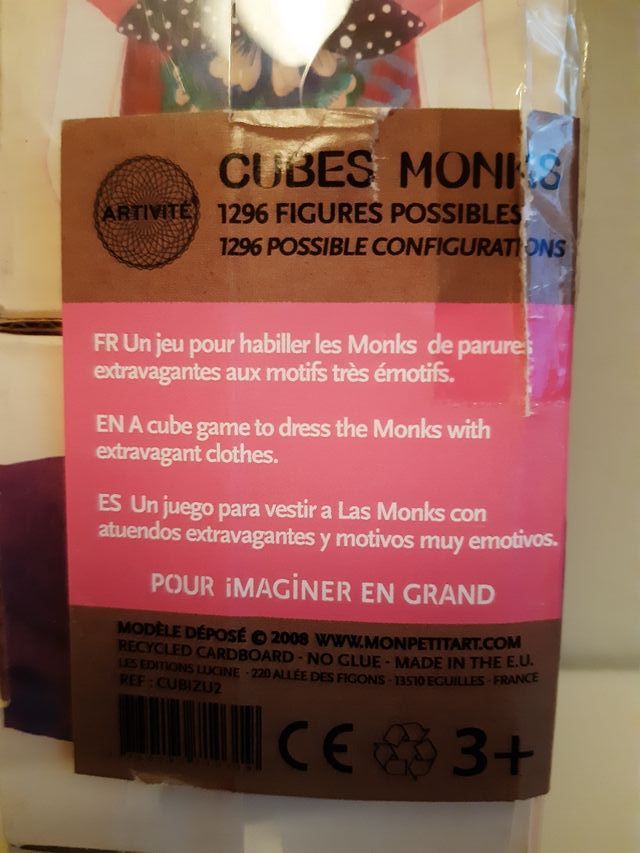 CUBES MONKS
ARTIVITÉ
1296 FIGURES POSSIBLES
1296 POSSIBLE CONFIGURATIONS
FR Un jeu pour habiller les Monks de parures
extravagantes aux motifs très émotifs.
EN A cube game to dress the Monks with
extravagant clothes.
ES Un juego para vestir a Las Monks con
atuendos extravagantes y motivos muy emotivos.
POUR iMAGiNER EN GRAND
MODÈLE DÉPOSÉ © 2008 WWW.MONPETITART.COM
RECYCLED CARDBOARD - NO GLUE - MADE IN THE E.U.
LES EDITIONS LUCINE - 220 ALLÉE DES FIGONS - 13510 EGUILLES - FRANCE
REF : CUBIZU2
CE 3+